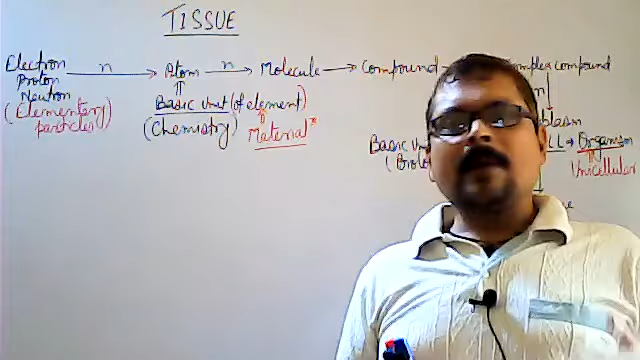 TISSUE
Electron Proton Neutron n → Atom n → Molecule → Compound complex compound
(Elementary particles)
Basic unit (of element)
(Chemistry)
Material*
n
Basic
LL → Organism
Unicellular